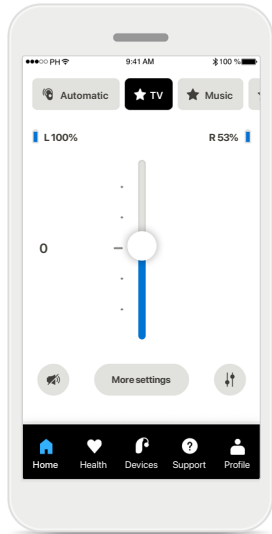 PH 9:41 AM 100 %
Automatic TV Music
L 100% R 53%
0
More settings
Home Health Devices Support Profile